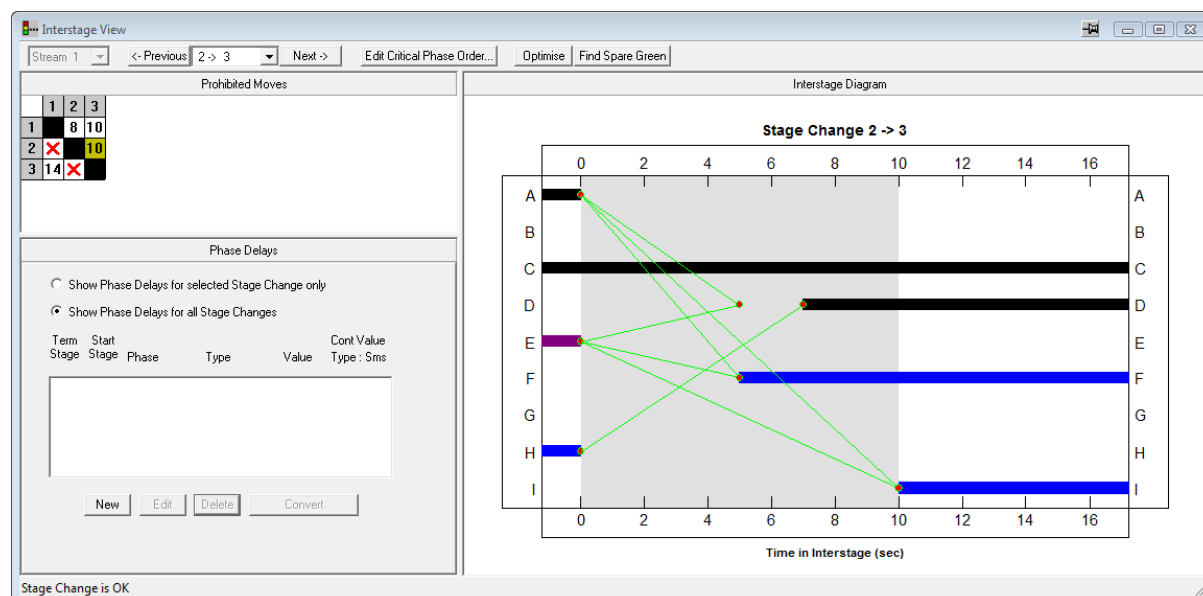 Interstage View
Stream 1 <- Previous 2 -> 3 Next -> Edit Critical Phase Order... Optimise Find Spare Green
Prohibited Moves
1 2 3
1 8 10
2 10
3 14
Phase Delays
Show Phase Delays for selected Stage Change only
Show Phase Delays for all Stage Changes
Term Stage Start Stage Phase Type Value Cont Value Type : Sms
New Edit Delete Convert
Interstage Diagram
Stage Change 2 -> 3
0 2 4 6 8 10 12 14 16
A A
B B
C C
D D
E E
F F
G G
H H
I I
0 2 4 6 8 10 12 14 16
Time in Interstage (sec)
Stage Change is OK